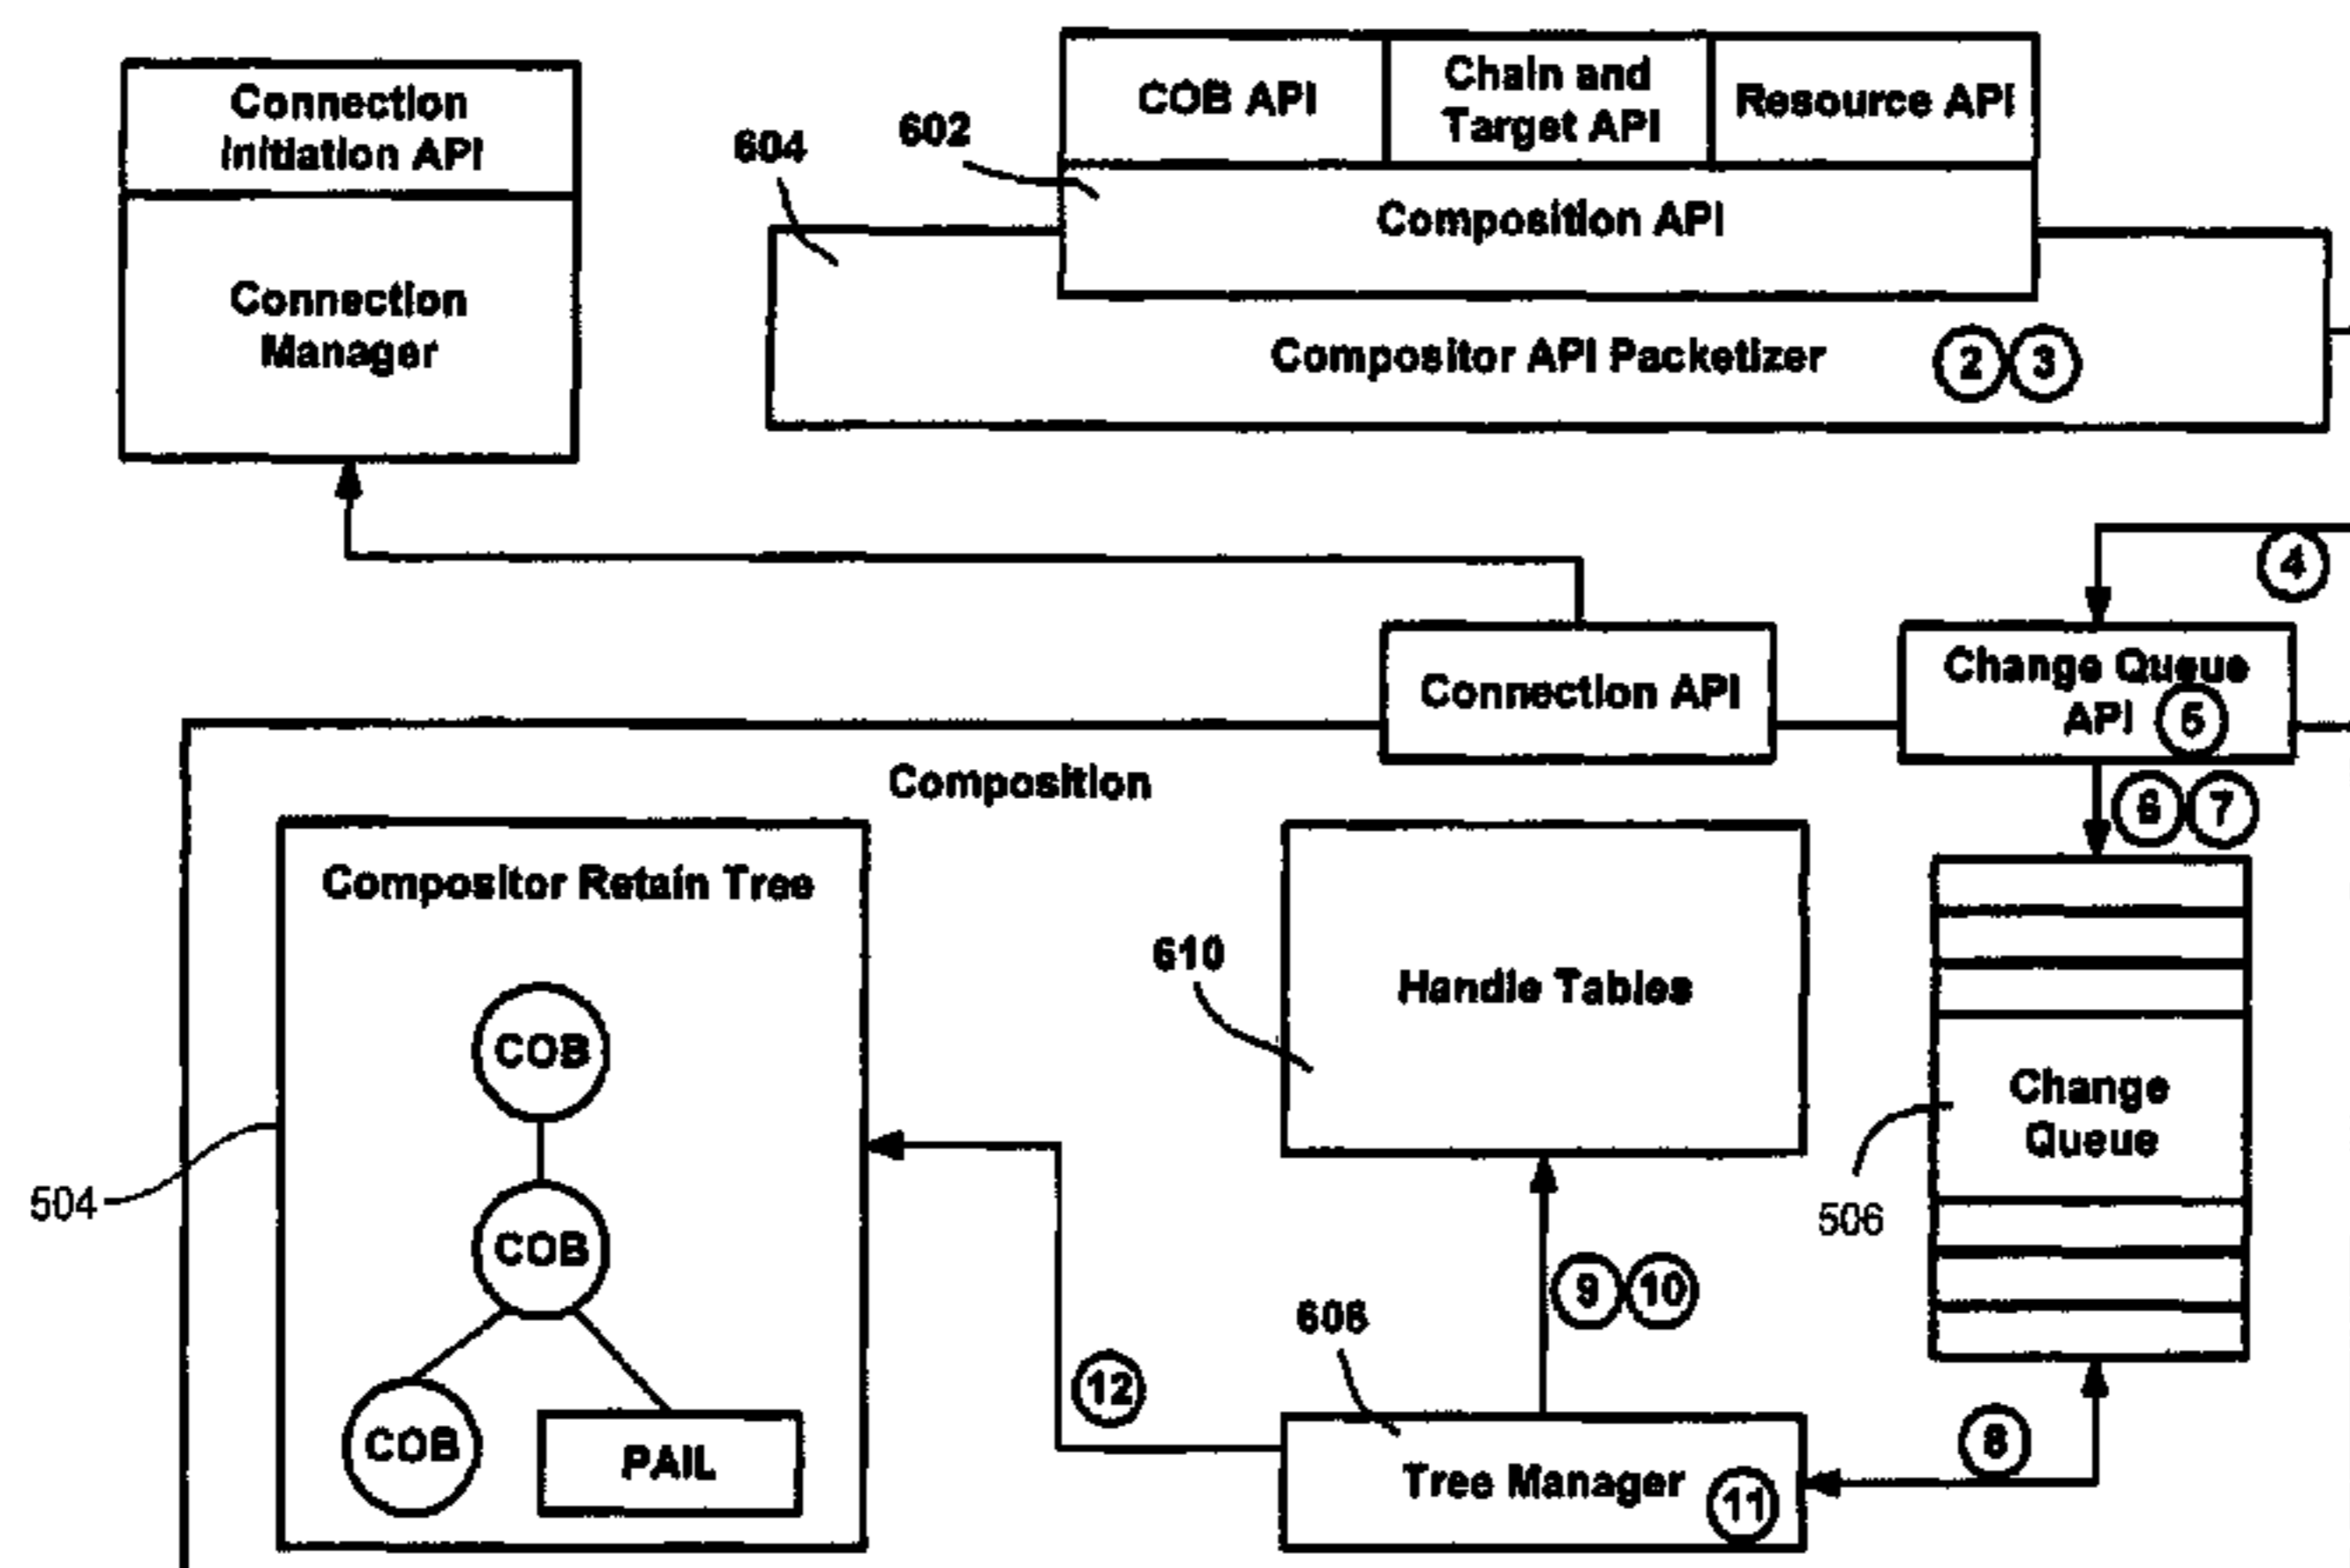 Connection
Initiation API
Connection
Manager
604
602
COB API
Chain and
Target API
Resource API
Composition API
Compositor API Packetizer
2
3
4
Connection API
Change Queue
API
5
6
7
Composition
Compositor Retain Tree
COB
COB
COB
PAIL
504
610
Handle Tables
Change
Queue
506
9
10
608
12
Tree Manager
11
8